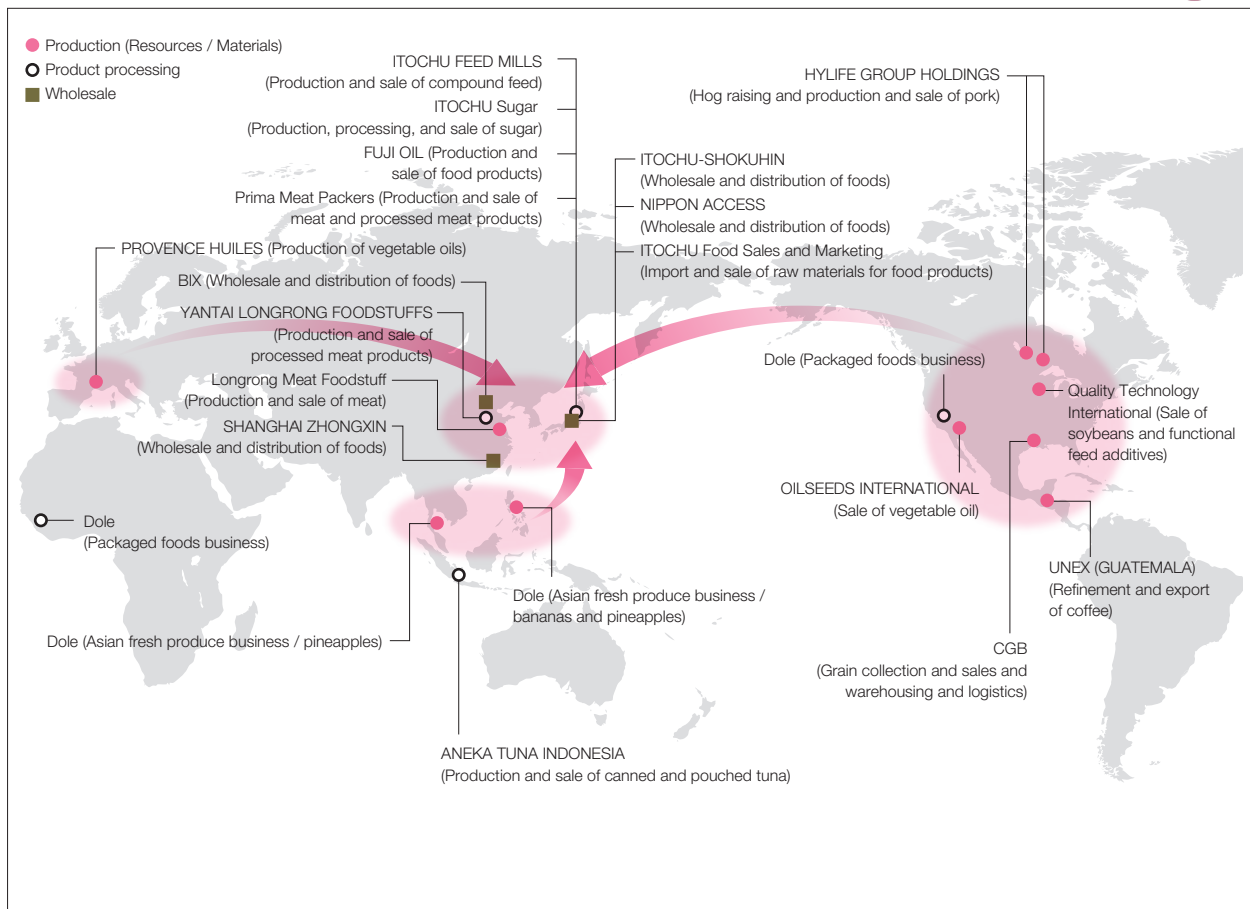 Production (Resources / Materials)
Product processing
Wholesale
ITOCHU FEED MILLS
(Production and sale of compound feed)
ITOCHU Sugar
(Production, processing, and sale of sugar)
FUJI OIL (Production and
sale of food products)
Prima Meat Packers (Production and sale of
meat and processed meat products)
PROVENCE HUILES (Production of vegetable oils)
BIX (Wholesale and distribution of foods)
YANTAI LONGRONG FOODSTUFFS
(Production and sale of
processed meat products)
Longrong Meat Foodstuff
(Production and sale of meat)
SHANGHAI ZHONGXIN
(Wholesale and distribution of foods)
ITOCHU-SHOKUHIN
(Wholesale and distribution of foods)
NIPPON ACCESS
(Wholesale and distribution of foods)
ITOCHU Food Sales and Marketing
(Import and sale of raw materials for food products)
HYLIFE GROUP HOLDINGS
(Hog raising and production and sale of pork)
Dole (Packaged foods business)
Quality Technology
International (Sale of
soybeans and functional
feed additives)
OILSEEDS INTERNATIONAL
(Sale of vegetable oil)
UNEX (GUATEMALA)
(Refinement and export
of coffee)
CGB
(Grain collection and sales and
warehousing and logistics)
Dole
(Packaged foods business)
Dole (Asian fresh produce business /
bananas and pineapples)
Dole (Asian fresh produce business / pineapples)
ANEKA TUNA INDONESIA
(Production and sale of canned and pouched tuna)